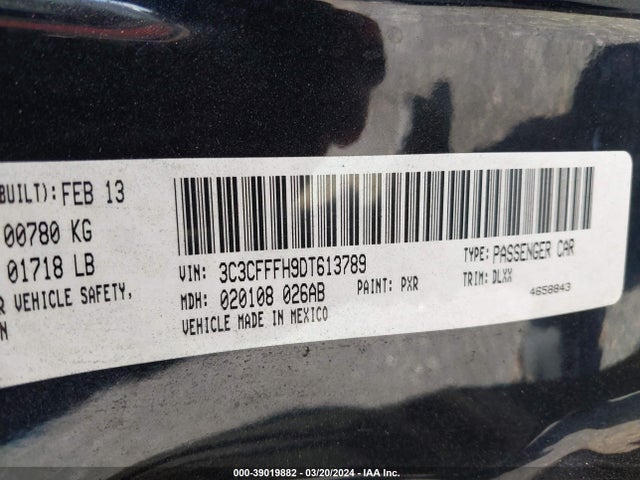 BUILT): FEB 13
00780 KG
01718 LB
R VEHICLE SAFETY,
N
VIN: 3C3CFFFH9DT613789
TYPE: PASSENGER CAR
MDH: 020108 026AB
PAINT: PXR
TRIM: DLXX
VEHICLE MADE IN MEXICO
4658843
000-39019882 - 03/20/2024 - IAA Inc.